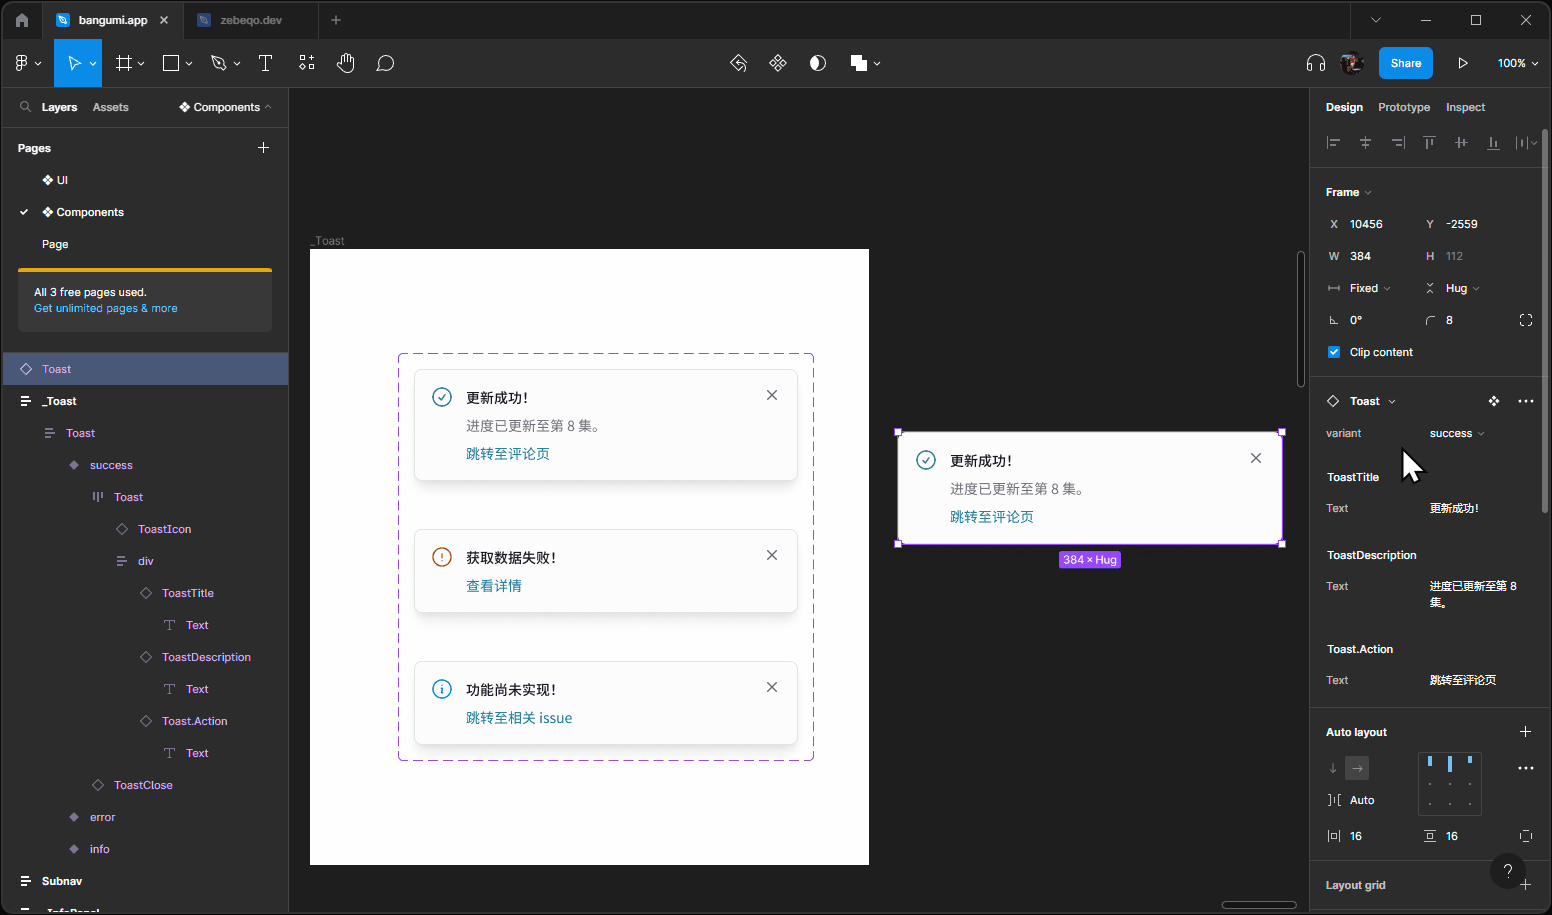 bangumi.app
zebeqo.dev
Share
100%
Layers
Assets
Components
Pages
UI
Components
Page
All 3 free pages used.
Get unlimited pages & more
Toast
_Toast
Toast
success
Toast
ToastIcon
div
ToastTitle
Text
ToastDescription
Text
Toast.Action
Text
ToastClose
error
info
Subnav
_InfoPanel
_Toast
更新成功！
进度已更新至第 8 集。
跳转至评论页
获取数据失败！
查看详情
功能尚未实现！
跳转至相关 issue
更新成功！
进度已更新至第 8 集。
跳转至评论页
384 × Hug
Design
Prototype
Inspect
Frame
X
10456
Y
-2559
W
384
H
112
Fixed
Hug
0°
8
Clip content
Toast
variant
success
ToastTitle
Text
更新成功！
ToastDescription
Text
进度已更新至第 8
集。
Toast.Action
Text
跳转至评论页
Auto layout
Auto
16
16
Layout grid
?